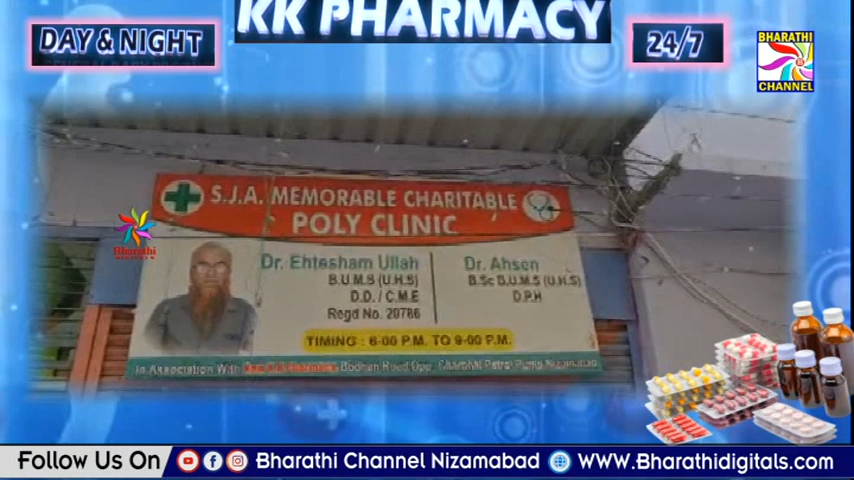 KK PHARMACY
DAY & NIGHT
24/7
BHARATHI
CHANNEL
S.J.A. MEMORABLE CHARITABLE
POLY CLINIC
Bharathi
Dr. Ehtesham Ullah
B.U.M.S (U.H.S)
D.D. / C.M.E
Regd No. 20786
Dr. Ahsen
B.Sc B.U.M.S (U.H.S)
D.P.H
TIMING : 6-00 P.M. TO 9-00 P.M.
In Association With Bodhan Road Opp. Petrol Pump Nizamabad
Follow Us On
Bharathi Channel Nizamabad
www.Bharathidigitals.com